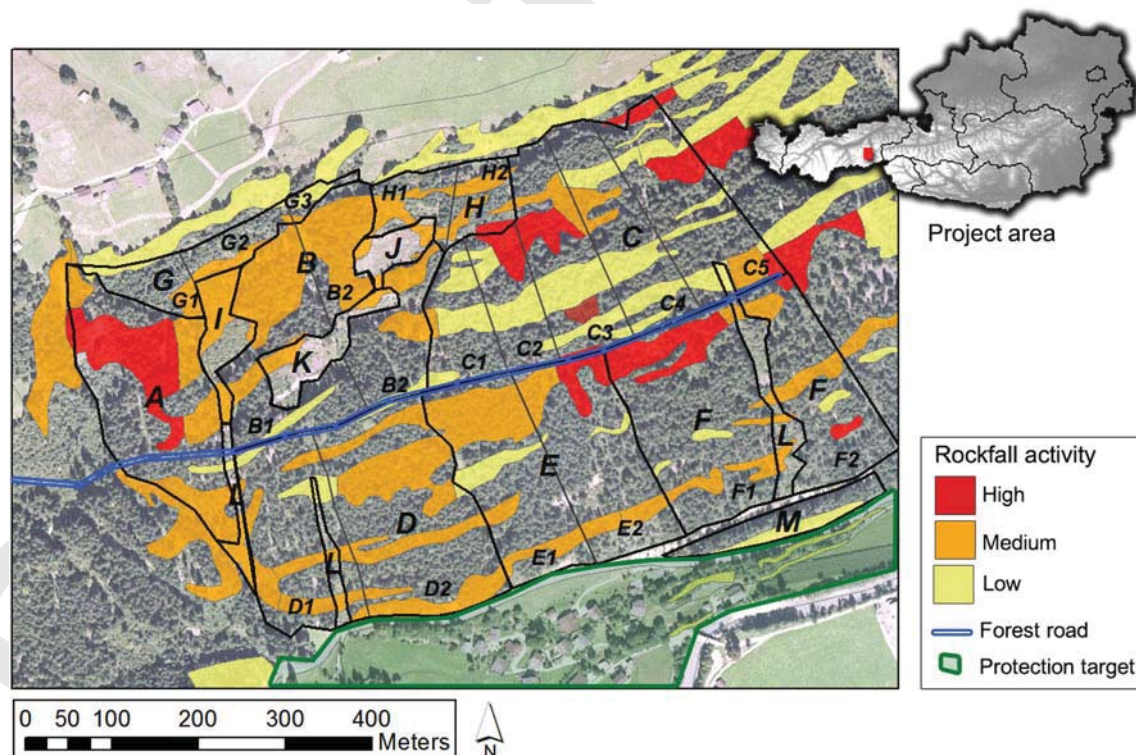 Project area
G3
H2
H1
G2
H
B
C
J
G
G1
B2
C5
I
C4
K
C3
C2
C1
A
B2
B1
F
F
L
E
L
F2
D
F1
M
E2
L
E1
D2
D1
Rockfall activity
High
Medium
Low
Forest road
Protection target
0 50 100 200 300 400
Meters
N